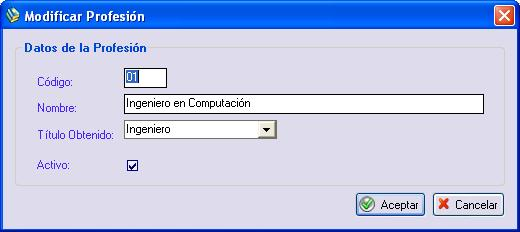 Modificar Profesión
Datos de la Profesión
Código: 01
Nombre: Ingeniero en Computación
Título Obtenido: Ingeniero
Activo:
Aceptar Cancelar